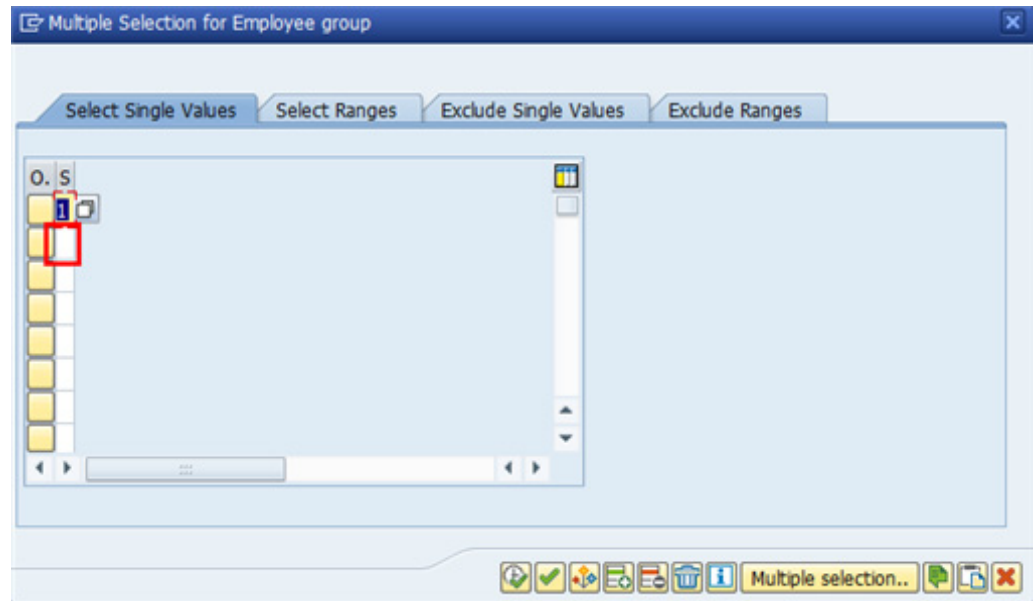 Multiple Selection for Employee group
Select Single Values Select Ranges Exclude Single Values Exclude Ranges
O. S
1
Multiple selection..